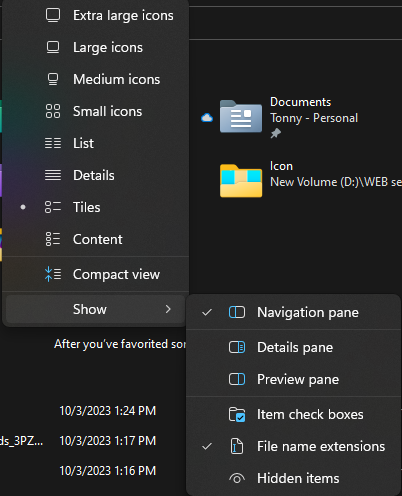 Extra large icons
Large icons
Medium icons
Small icons
List
Details
Tiles
Content
Compact view
Show
Documents
Tonny - Personal
Icon
New Volume (D:)\WEB se
Navigation pane
Details pane
Preview pane
Item check boxes
File name extensions
Hidden items
After you've favorited sor
10/3/2023 1:24 PM
ds_3PZ... 10/3/2023 1:17 PM
10/3/2023 1:16 PM